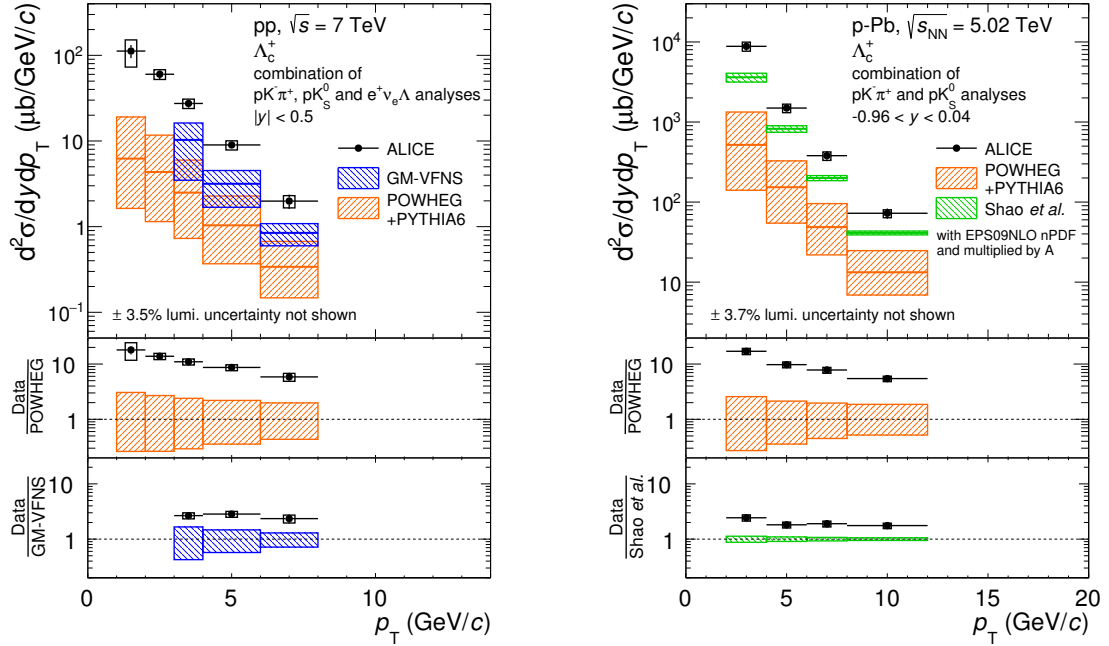 pp, √s = 7 TeV
Λc+
combination of
pK-π+, pK0S and e+νeΛ analyses
|y| < 0.5
ALICE
GM-VFNS
POWHEG
+PYTHIA6
± 3.5% lumi. uncertainty not shown
d²σ/dydpT (μb/GeV/c)
10²
10
1
10−1
Data
POWHEG
10
1
Data
GM-VFNS
10
1
0 5 10
pT (GeV/c)
p-Pb, √sNN = 5.02 TeV
Λc+
combination of
pK-π+ and pK0S analyses
-0.96 < y < 0.04
ALICE
POWHEG
+PYTHIA6
Shao et al.
with EPS09NLO nPDF
and multiplied by A
± 3.7% lumi. uncertainty not shown
d²σ/dydpT (μb/GeV/c)
10⁴
10³
10²
10
Data
POWHEG
10
1
Data
Shao et al.
10
1
0 5 10 15 20
pT (GeV/c)